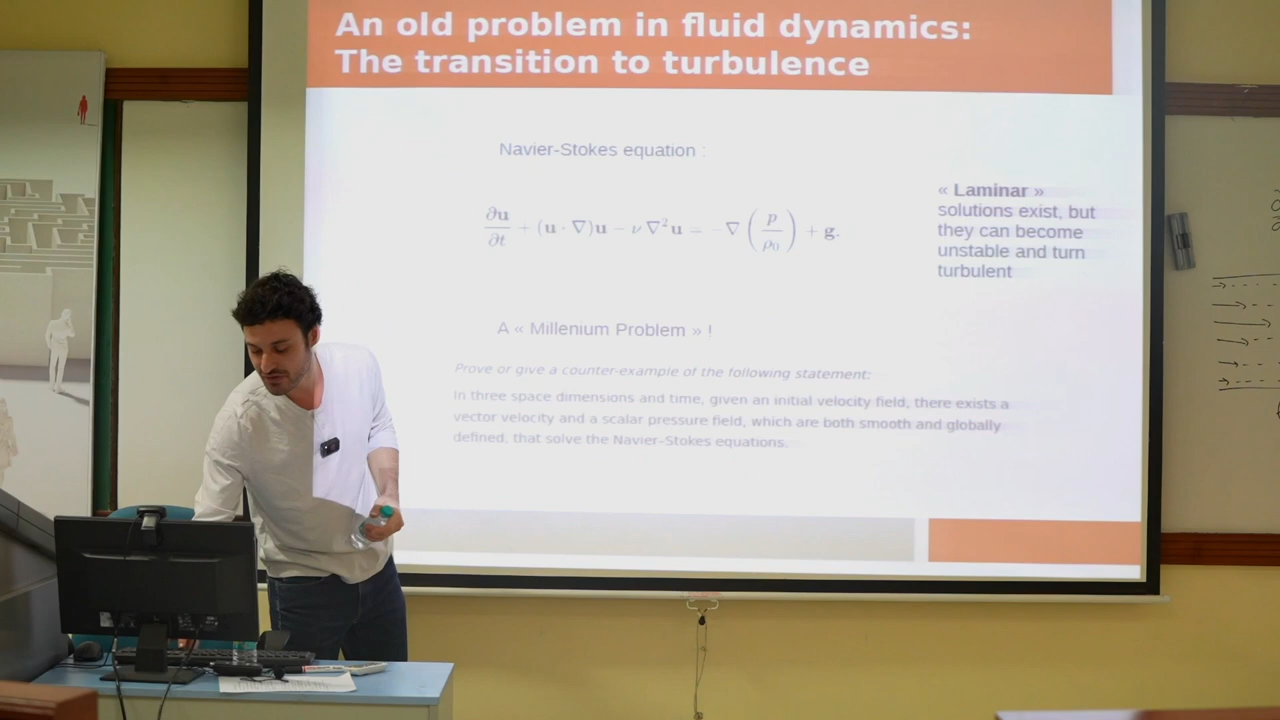 An old problem in fluid dynamics:
The transition to turbulence
Navier-Stokes equation :
∂u/∂t + (u · ∇)u − ν ∇²u = −∇(p/ρ₀) + g.
« Laminar »
solutions exist, but
they can become
unstable and turn
turbulent
A « Millenium Problem » !
Prove or give a counter-example of the following statement:
In three space dimensions and time, given an initial velocity field, there exists a
vector velocity and a scalar pressure field, which are both smooth and globally
defined, that solve the Navier–Stokes equations.